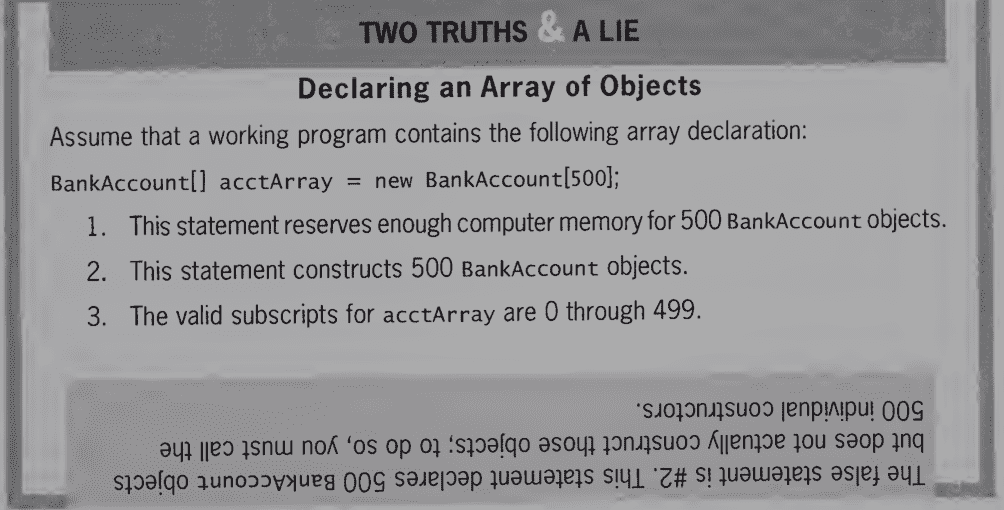 TWO TRUTHS & A LIE
Declaring an Array of Objects
Assume that a working program contains the following array declaration:
BankAccount[] acctArray = new BankAccount[500];
1. This statement reserves enough computer memory for 500 BankAccount objects.
2. This statement constructs 500 BankAccount objects.
3. The valid subscripts for acctArray are 0 through 499.
The false statement is #2. This statement declares 500 BankAccount objects
but does not actually construct those objects; to do so, you must call the
500 individual constructors.